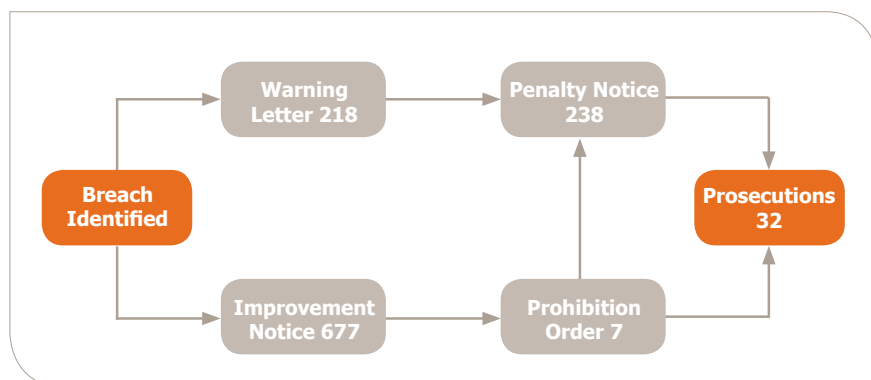 Warning
Letter 218
Penalty Notice
238
Breach
Identified
Prosecutions
32
Improvement
Notice 677
Prohibition
Order 7